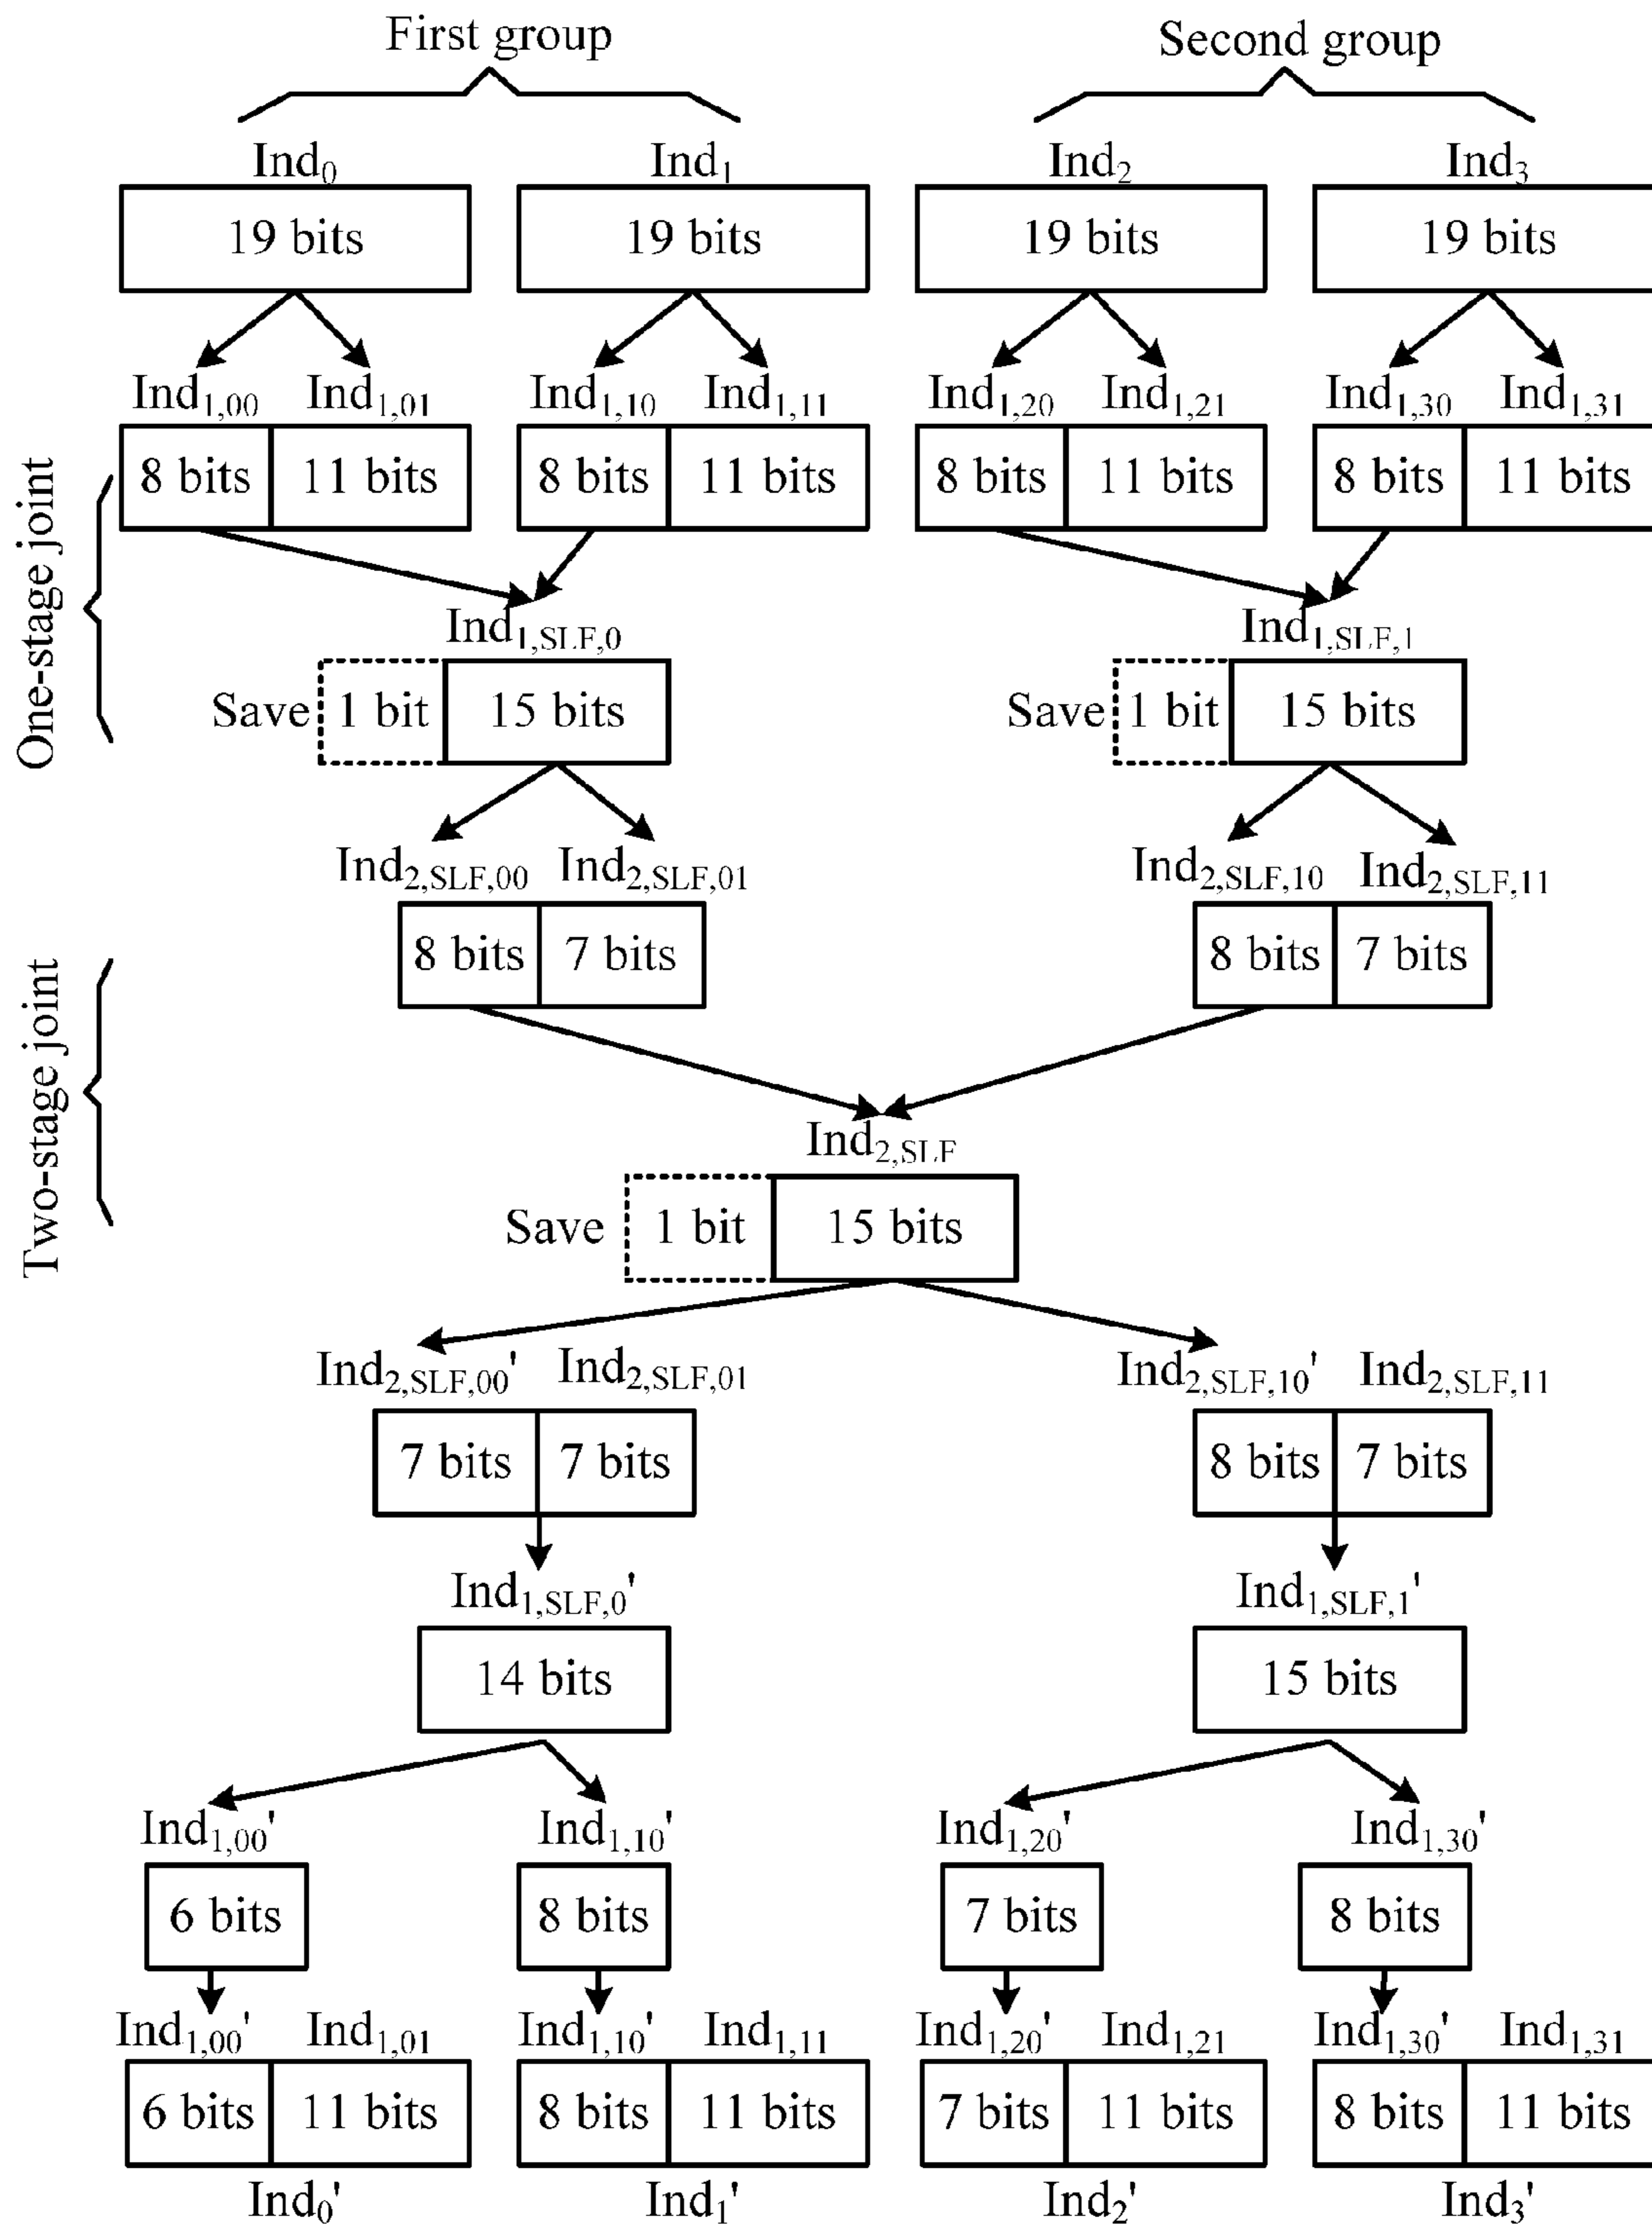 First group Second group
Ind₀ Ind₁ Ind₂ Ind₃
19 bits 19 bits 19 bits 19 bits
Ind₁,₀₀ Ind₁,₀₁ Ind₁,₁₀ Ind₁,₁₁ Ind₁,₂₀ Ind₁,₂₁ Ind₁,₃₀ Ind₁,₃₁
8 bits 11 bits 8 bits 11 bits 8 bits 11 bits 8 bits 11 bits
One-stage joint
Ind1,SLF,0 Ind1,SLF,1
Save 1 bit 15 bits Save 1 bit 15 bits
Ind2,SLF,00 Ind2,SLF,01 Ind2,SLF,10 Ind2,SLF,11
8 bits 7 bits 8 bits 7 bits
Two-stage joint
Ind2,SLF
Save 1 bit 15 bits
Ind2,SLF,00' Ind2,SLF,01 Ind2,SLF,10' Ind2,SLF,11
7 bits 7 bits 8 bits 7 bits
Ind1,SLF,0' Ind1,SLF,1'
14 bits 15 bits
Ind₁,₀₀' Ind₁,₁₀' Ind₁,₂₀' Ind₁,₃₀'
6 bits 8 bits 7 bits 8 bits
Ind₁,₀₀' Ind₁,₀₁ Ind₁,₁₀' Ind₁,₁₁ Ind₁,₂₀' Ind₁,₂₁ Ind₁,₃₀' Ind₁,₃₁
6 bits 11 bits 8 bits 11 bits 7 bits 11 bits 8 bits 11 bits
Ind₀' Ind₁' Ind₂' Ind₃'